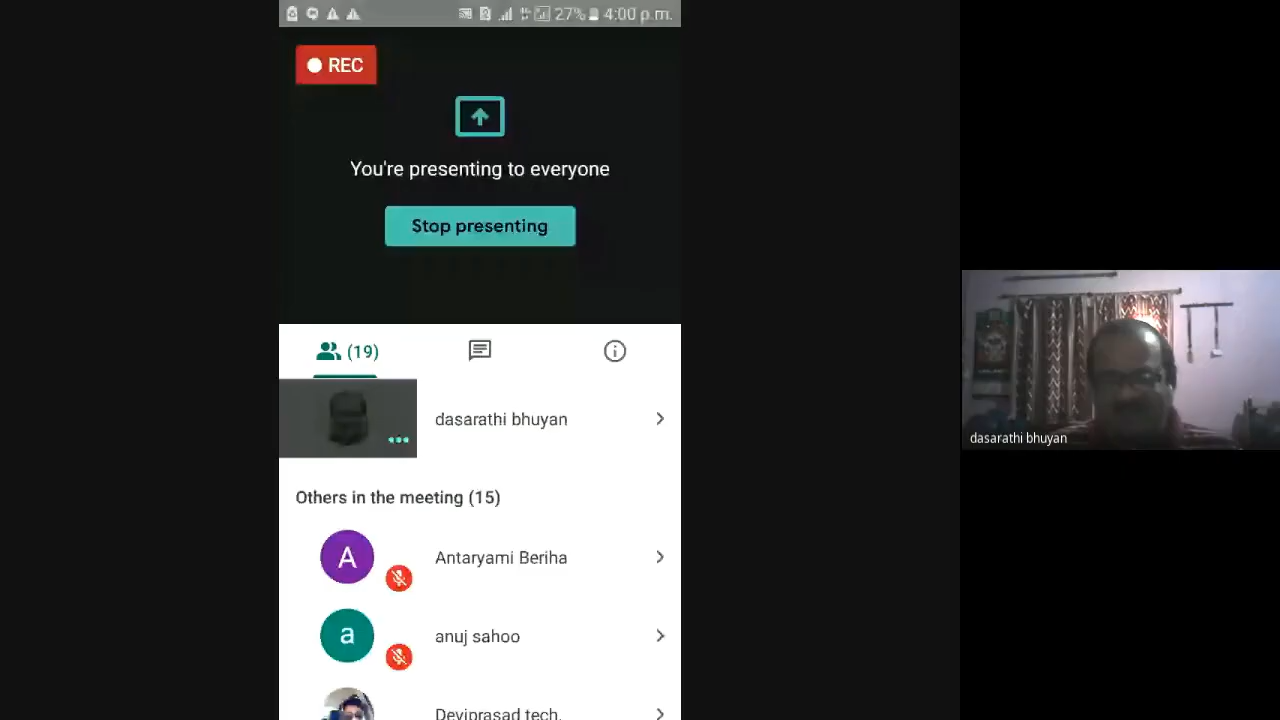 27% 4:00 p.m.
REC
You're presenting to everyone
Stop presenting
(19)
dasarathi bhuyan
Others in the meeting (15)
A
Antaryami Beriha
a
anuj sahoo
Deviprasad tech.
dasarathi bhuyan